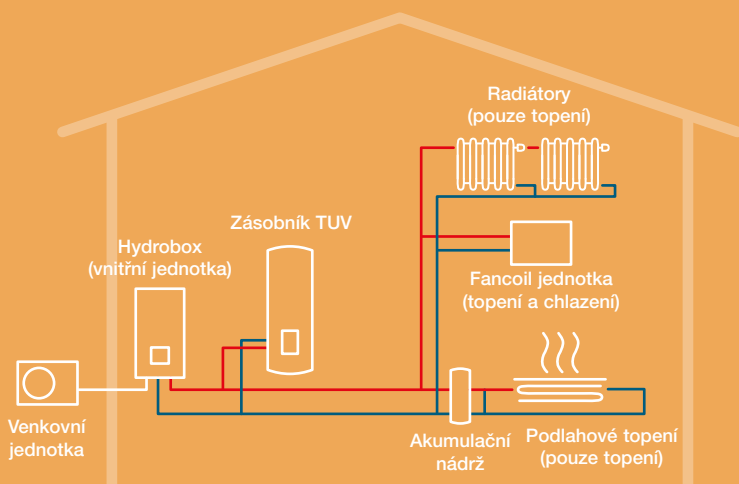 Radiátory
(pouze topení)
Zásobník TUV
Hydrobox
(vnitřní jednotka)
Fancoil jednotka
(topení a chlazení)
Venkovní
jednotka
Akumulační
nádrž
Podlahové topení
(pouze topení)